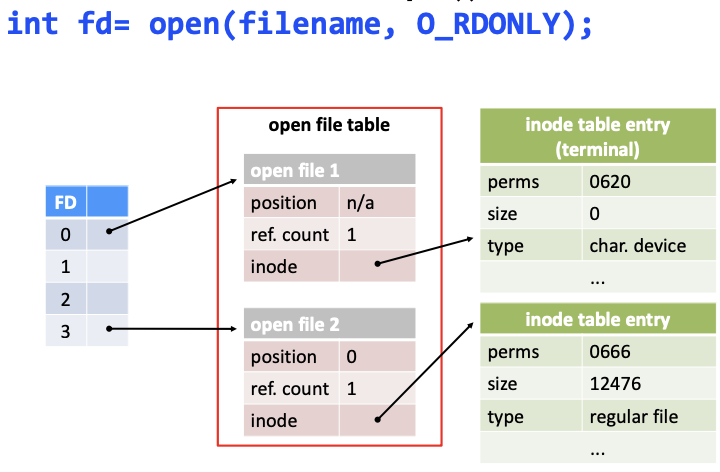 int fd= open(filename, O_RDONLY);
open file table
FD
0
1
2
3
open file 1
position n/a
ref. count 1
inode
open file 2
position 0
ref. count 1
inode
inode table entry
(terminal)
perms 0620
size 0
type char. device
...
inode table entry
perms 0666
size 12476
type regular file
...